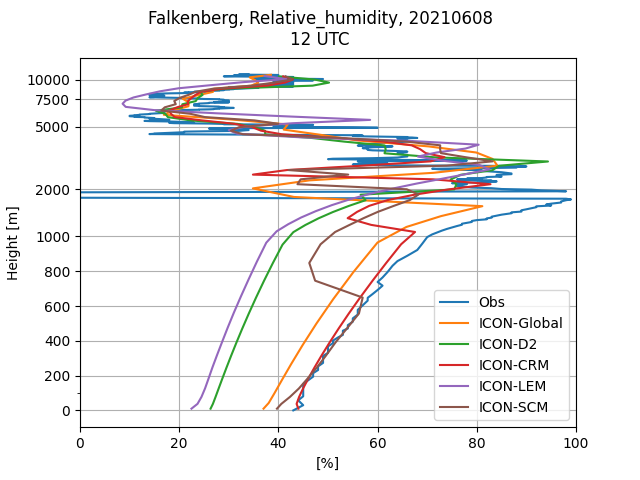 Falkenberg, Relative_humidity, 20210608
12 UTC
10000
7500
5000
2000
1000
800
600
400
200
0
Height [m]
0 20 40 60 80 100
[%]
Obs
ICON-Global
ICON-D2
ICON-CRM
ICON-LEM
ICON-SCM